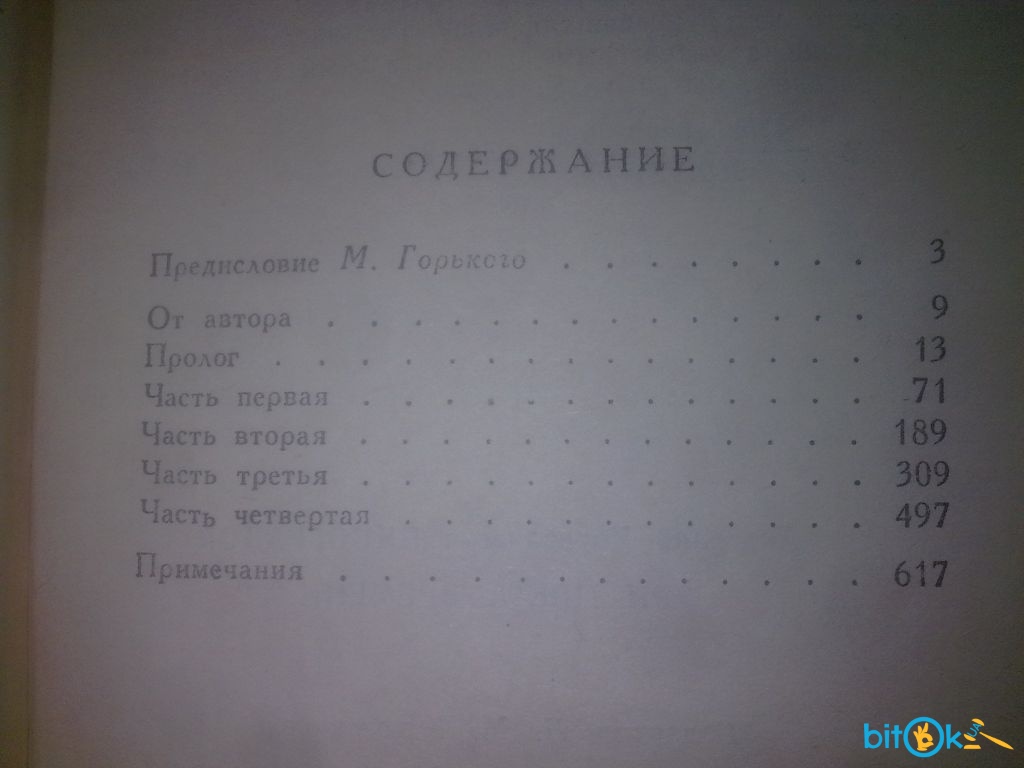 СОДЕРЖАНИЕ
Предисловие М. Горького . . . . . . . . 3
От автора . . . . . . . . . . . . . . 9
Пролог . . . . . . . . . . . . . . . 13
Часть первая . . . . . . . . . . . . . 71
Часть вторая . . . . . . . . . . . . . 189
Часть третья . . . . . . . . . . . . . 309
Часть четвертая . . . . . . . . . . . . 497
Примечания . . . . . . . . . . . . . 617
bitOk UA